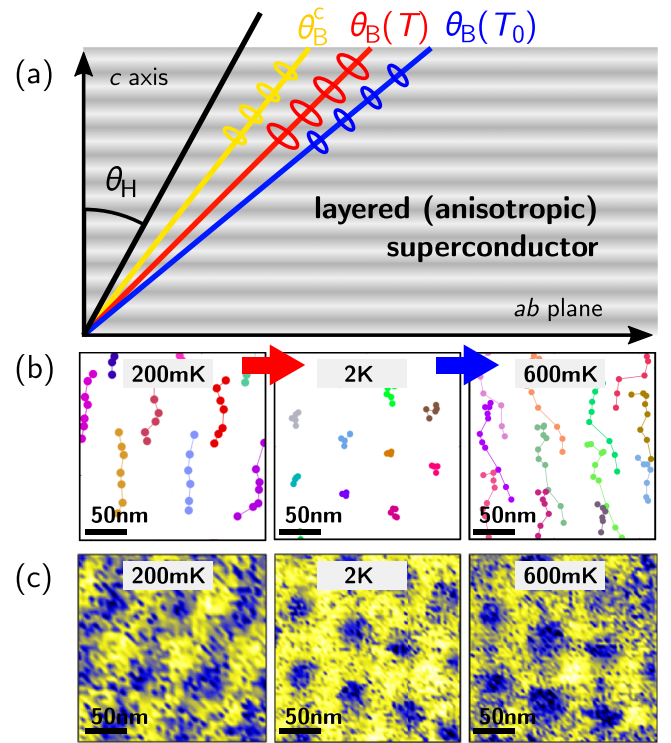 (a)
c axis
θ_B^c
θ_B(T)
θ_B(T_0)
θ_H
layered (anisotropic)
superconductor
ab plane
(b)
200mK
2K
600mK
50nm
50nm
50nm
(c)
200mK
2K
600mK
50nm
50nm
50nm